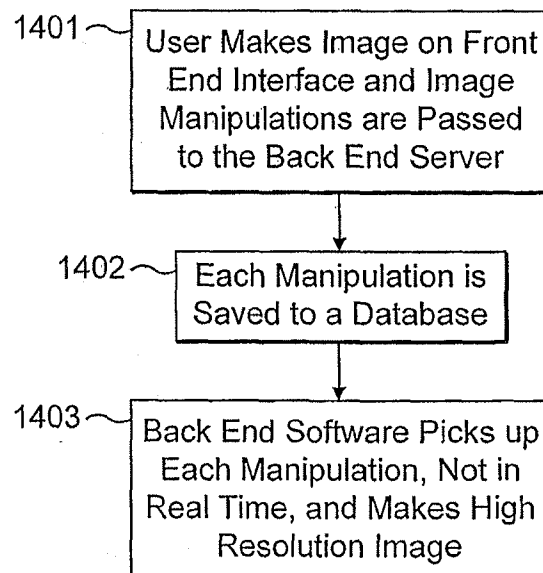 1401
User Makes Image on Front
End Interface and Image
Manipulations are Passed
to the Back End Server
1402
Each Manipulation is
Saved to a Database
1403
Back End Software Picks up
Each Manipulation, Not in
Real Time, and Makes High
Resolution Image